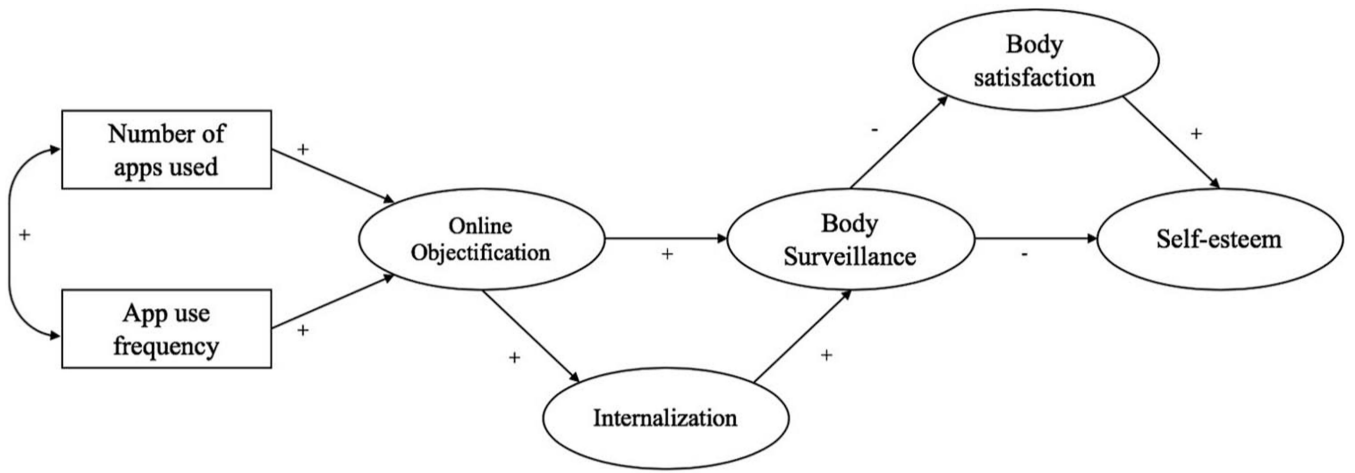 Body
satisfaction
-
+
Number of
apps used
+
+
Online
Objectification
+
Body
Surveillance
-
Self-esteem
App use
frequency
+
+
+
Internalization